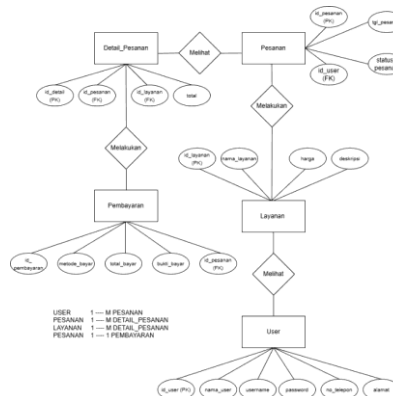 id_pesanan
(PK)
Detail_Pesanan
Melihat
Pesanan
id_user
(FK)
status
id_detail
(PK)
id_pesanan
(FK)
id_layanan
(FK)
total
Melakukan
Melakukan
id_layanan
(PK)
nama_layanan
harga
deskripsi
Pembayaran
Layanan
id_
pembayaran
metode_bayar
total_bayar
bukti_bayar
id_pesanan
(FK)
Melihat
USER 1 --- M PESANAN
PESANAN 1 --- M DETAIL_PESANAN
LAYANAN 1 --- M DETAIL_PESANAN
PESANAN 1 --- 1 PEMBAYARAN
User
id_user (PK)
nama_user
username
password
no_telepon
alamat